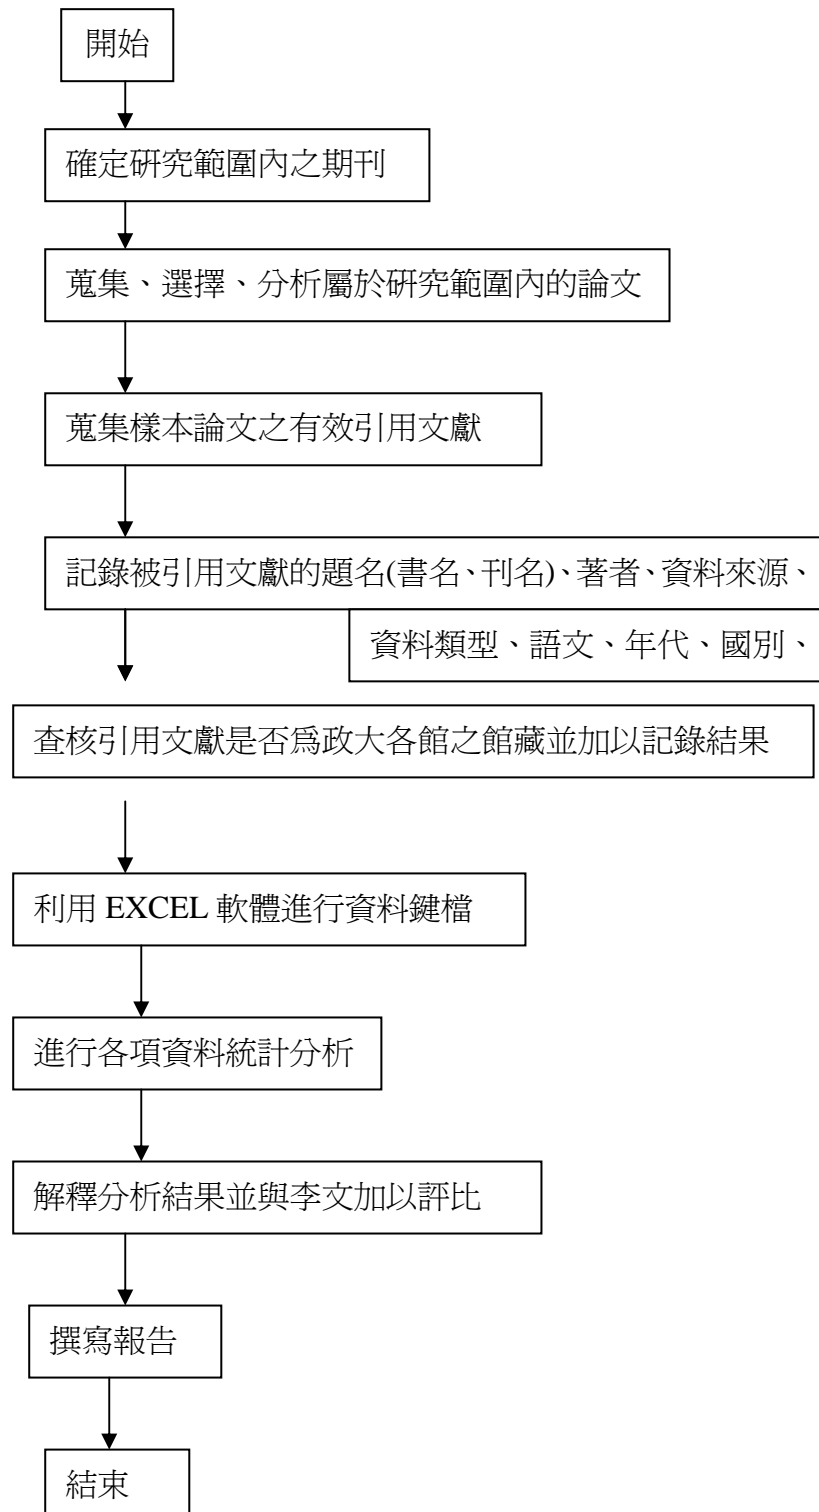 開始
確定研究範圍內之期刊
蒐集、選擇、分析屬於研究範圍內的論文
蒐集樣本論文之有效引用文獻
記錄被引用文獻的題名(書名、刊名)、著者、資料來源、
資料類型、語文、年代、國別、
查核引用文獻是否為政大各館之館藏並加以記錄結果
利用 EXCEL 軟體進行資料鍵檔
進行各項資料統計分析
解釋分析結果並與李文加以評比
撰寫報告
結束